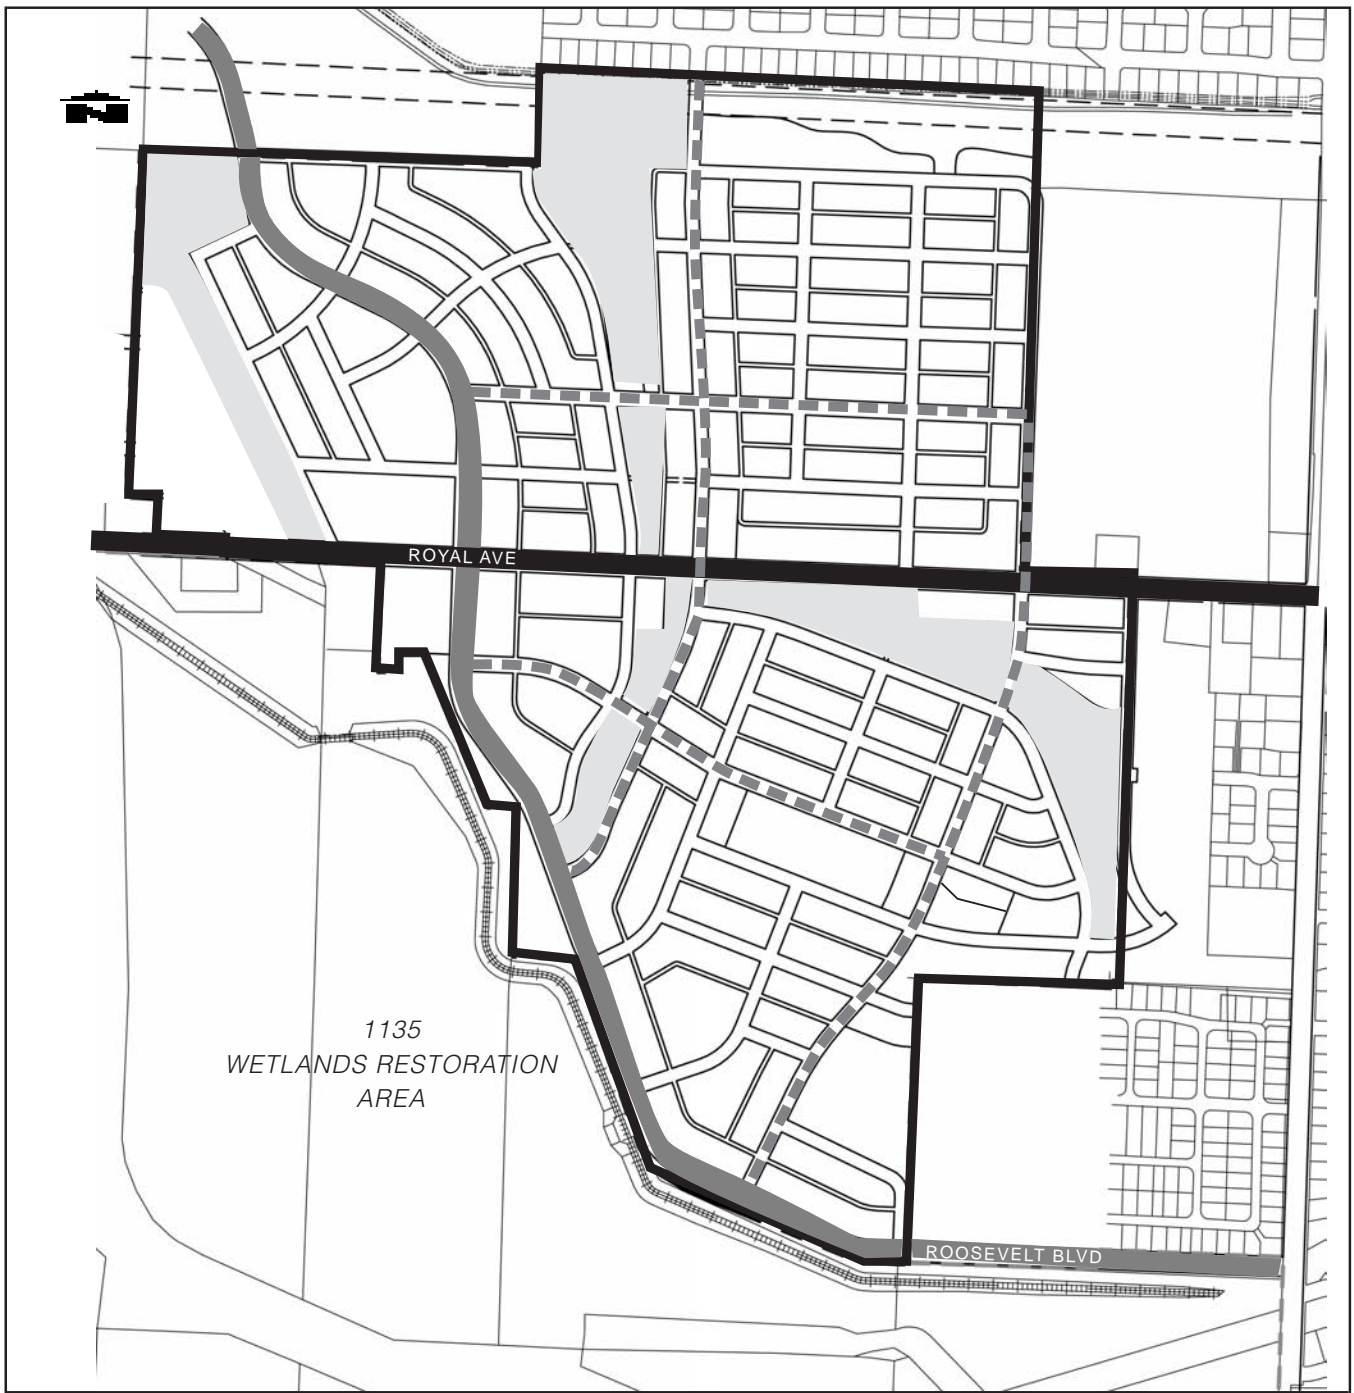 N
ROYAL AVE
1135
WETLANDS RESTORATION
AREA
ROOSEVELT BLVD